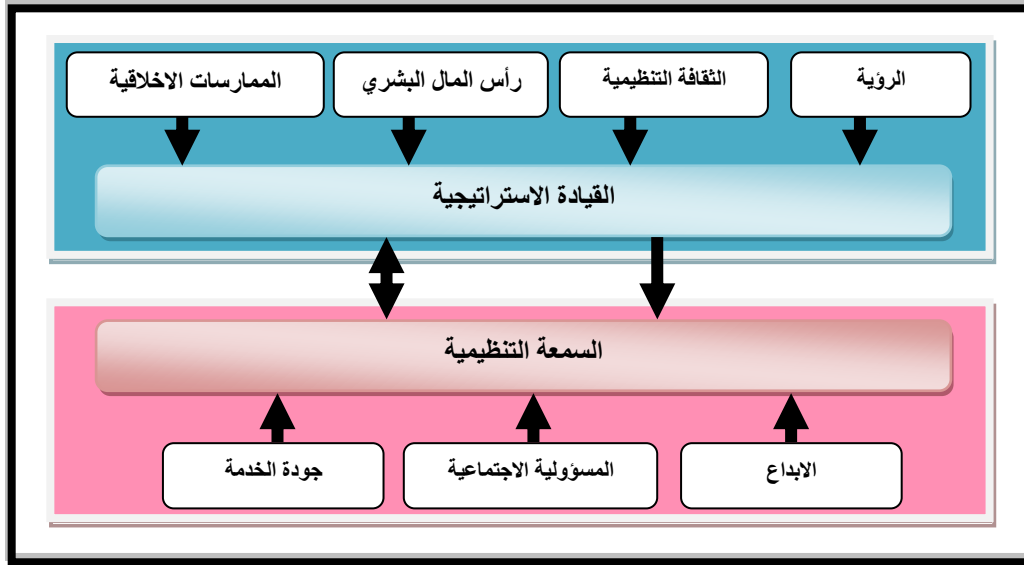 الرؤية
الثقافة التنظيمية
رأس المال البشري
الممارسات الاخلاقية
القيادة الاستراتيجية
السمعة التنظيمية
الابداع
المسؤولية الاجتماعية
جودة الخدمة